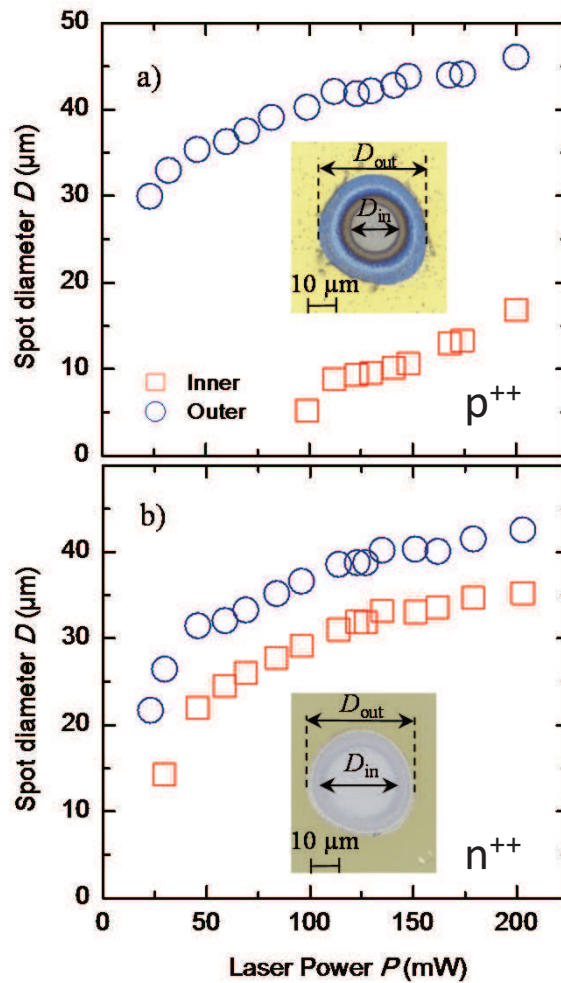 50
a)
40
D_out
30
D_in
20
10 µm
10
Inner
Outer
p⁺⁺
0
Spot diameter D (µm)
b)
40
30
D_out
20
D_in
10
10 µm
n⁺⁺
0
Spot diameter D (µm)
0 50 100 150 200
Laser Power P (mW)